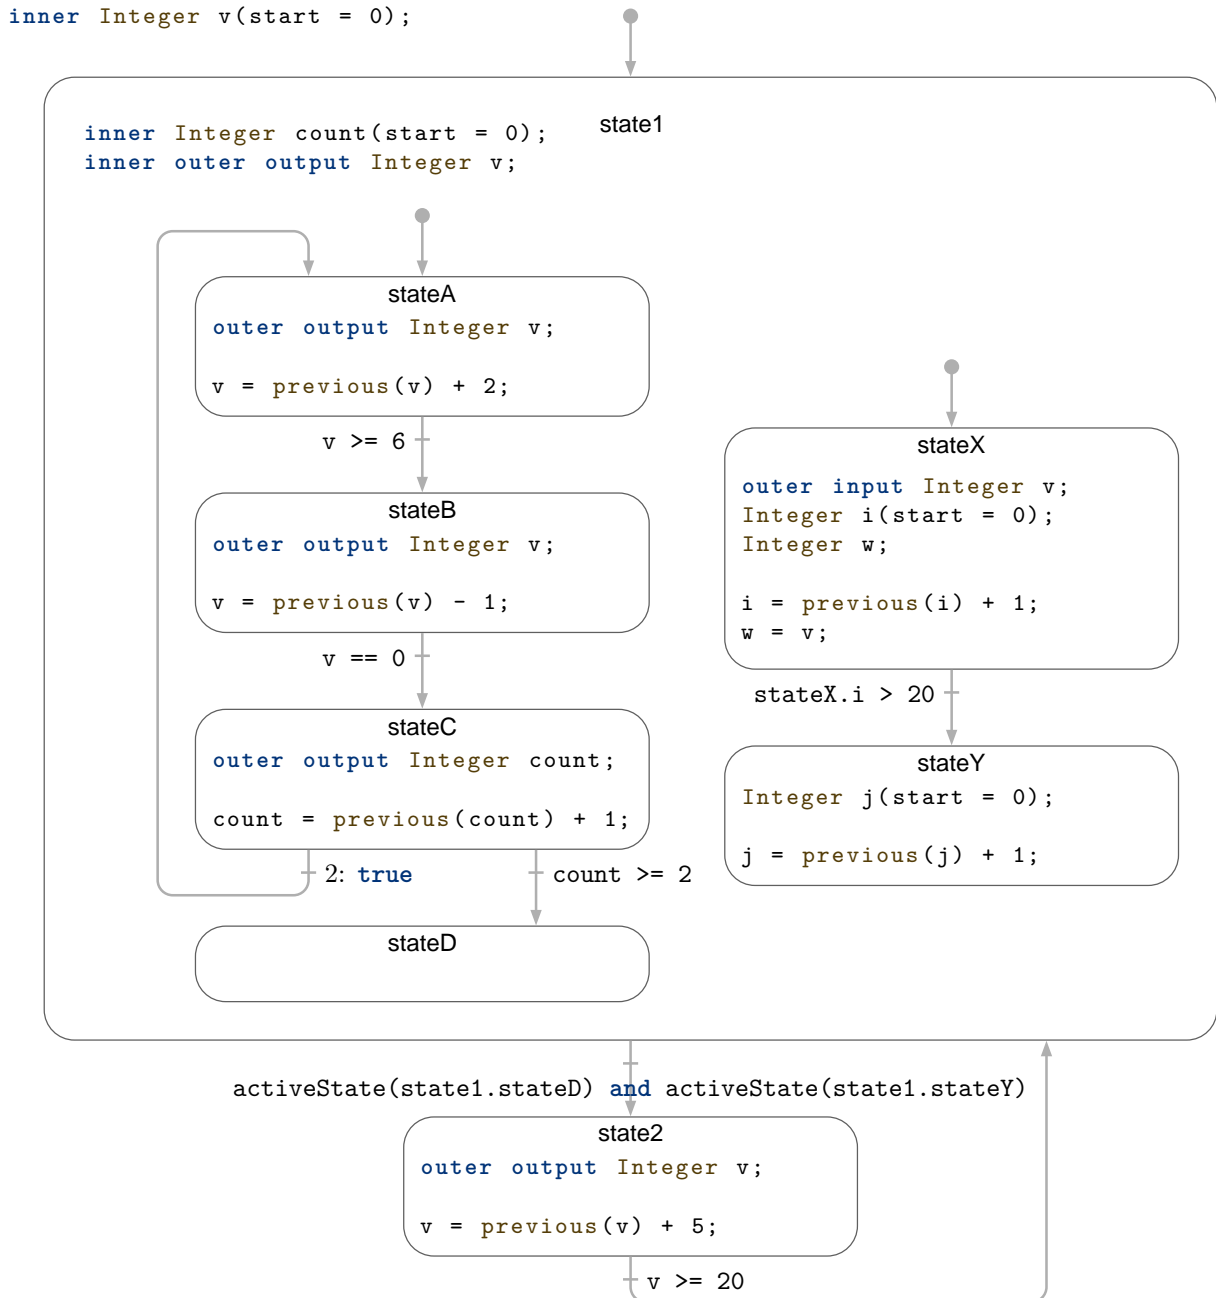 inner Integer v(start = 0);
state1
inner Integer count(start = 0);
inner outer output Integer v;
stateA
outer output Integer v;
v = previous(v) + 2;
v >= 6
stateB
outer output Integer v;
v = previous(v) - 1;
v == 0
stateC
outer output Integer count;
count = previous(count) + 1;
2: true
count >= 2
stateD
stateX
outer input Integer v;
Integer i(start = 0);
Integer w;
i = previous(i) + 1;
w = v;
stateX.i > 20
stateY
Integer j(start = 0);
j = previous(j) + 1;
activeState(state1.stateD) and activeState(state1.stateY)
state2
outer output Integer v;
v = previous(v) + 5;
v >= 20